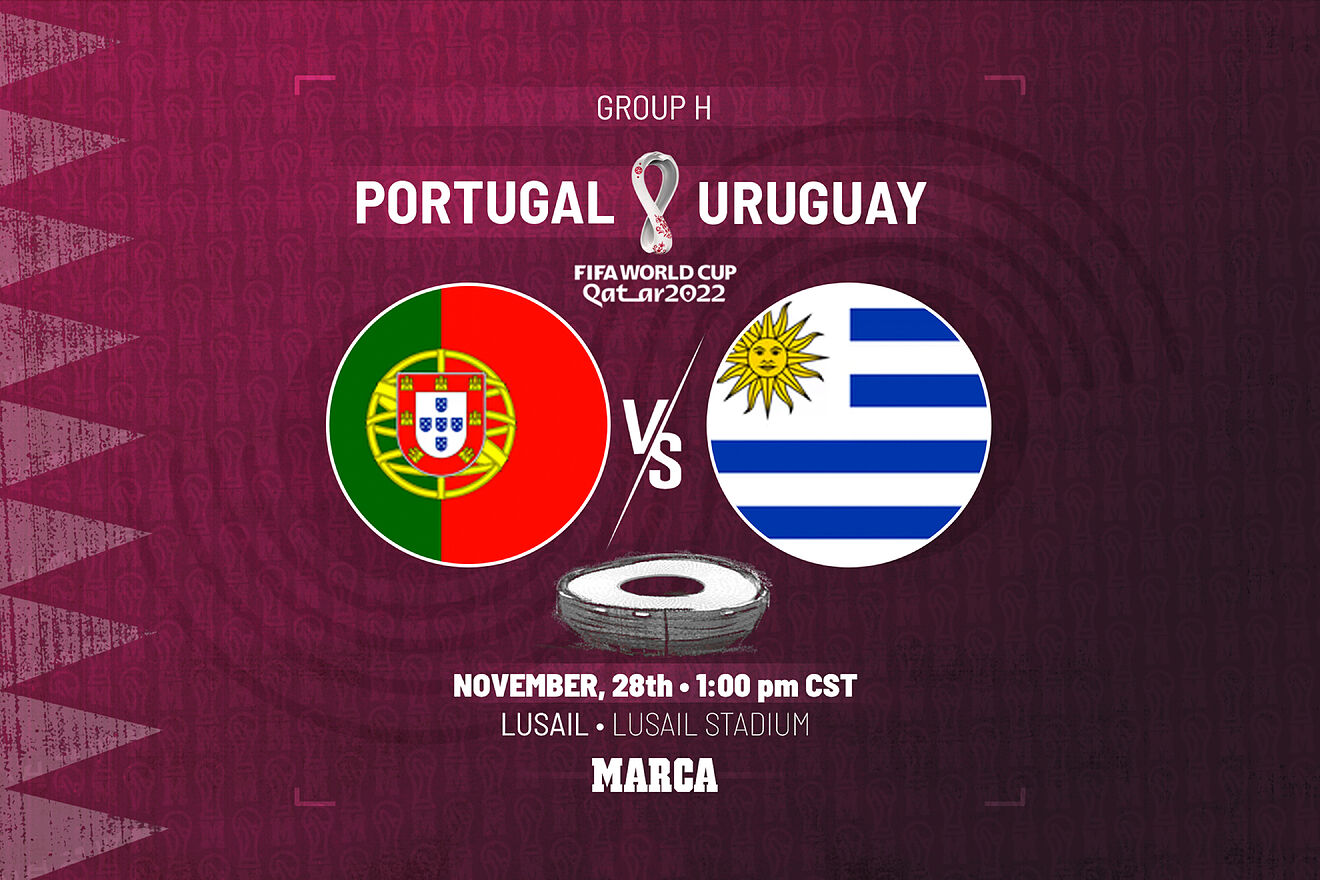 GROUP H
PORTUGAL URUGUAY
FIFA WORLD CUP
Qatar2022
VS
NOVEMBER, 28th • 1:00 pm CST
LUSAIL • LUSAIL STADIUM
MARCA